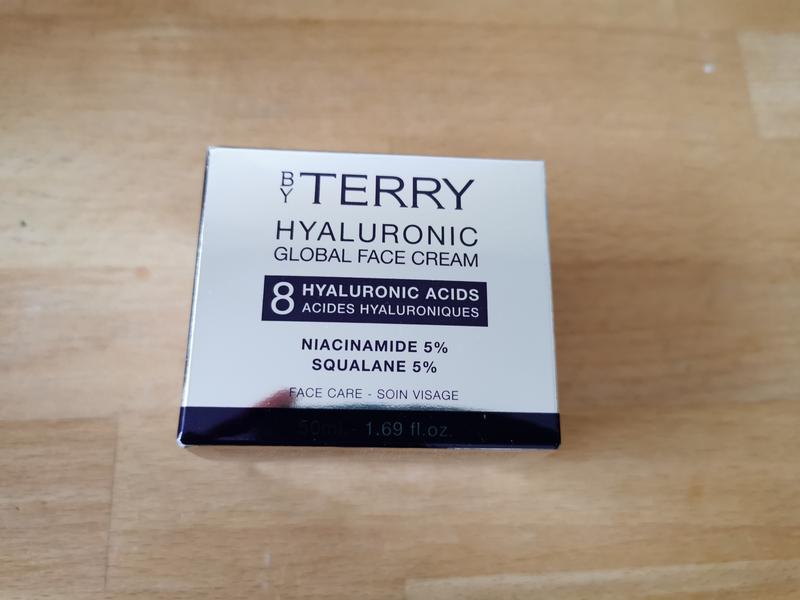 BY TERRY
HYALURONIC
GLOBAL FACE CREAM
8 HYALURONIC ACIDS
ACIDES HYALURONIQUES
NIACINAMIDE 5%
SQUALANE 5%
FACE CARE - SOIN VISAGE
50ml - 1.69 fl.oz.